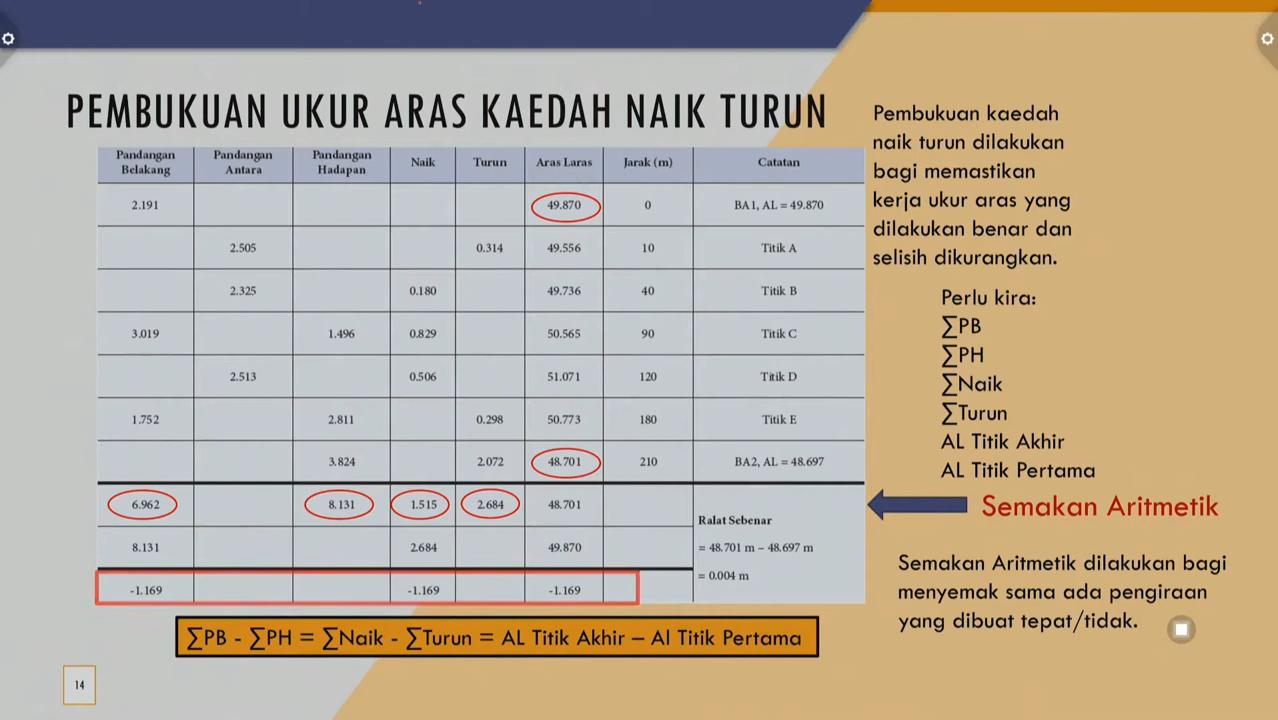 PEMBUKUAN UKUR ARAS KAEDAH NAIK TURUN
Pandangan Belakang Pandangan Antara Pandangan Hadapan Naik Turun Aras Laras Jarak (m) Catatan
2.191 49.870 0 BA1, AL = 49.870
2.505 0.314 49.556 10 Titik A
2.325 0.180 49.736 40 Titik B
3.019 1.496 0.829 50.565 90 Titik C
2.513 0.506 51.071 120 Titik D
1.752 2.811 0.298 50.773 180 Titik E
3.824 2.072 48.701 210 BA2, AL = 48.697
6.962 8.131 1.515 2.684 48.701
8.131 2.684 49.870
-1.169 -1.169 -1.169
Ralat Sebenar
= 48.701 m – 48.697 m
= 0.004 m
∑PB - ∑PH = ∑Naik - ∑Turun = AL Titik Akhir – Al Titik Pertama
Pembukuan kaedah
naik turun dilakukan
bagi memastikan
kerja ukur aras yang
dilakukan benar dan
selisih dikurangkan.
Perlu kira:
∑PB
∑PH
∑Naik
∑Turun
AL Titik Akhir
AL Titik Pertama
Semakan Aritmetik
Semakan Aritmetik dilakukan bagi
menyemak sama ada pengiraan
yang dibuat tepat/tidak.
14